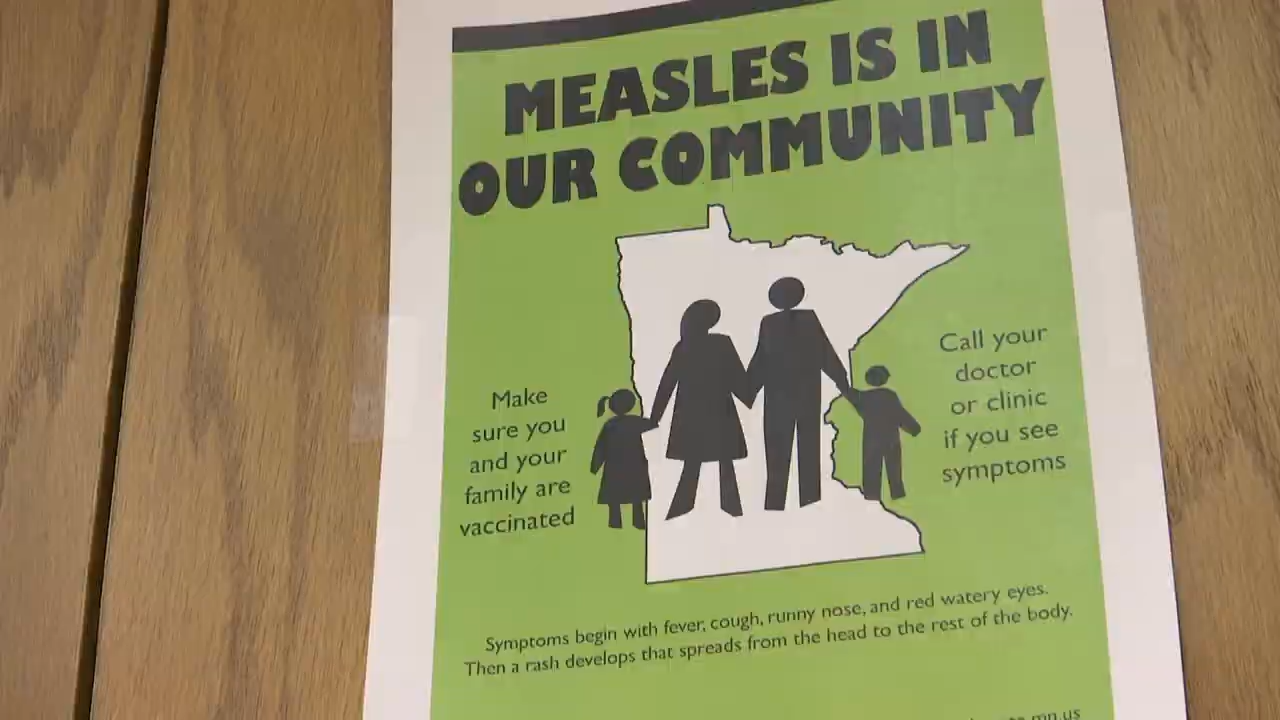 MEASLES IS IN
OUR COMMUNITY
Make
sure you
and your
family are
vaccinated
Call your
doctor
or clinic
if you see
symptoms
Symptoms begin with fever, cough, runny nose, and red watery eyes.
Then a rash develops that spreads from the head to the rest of the body.